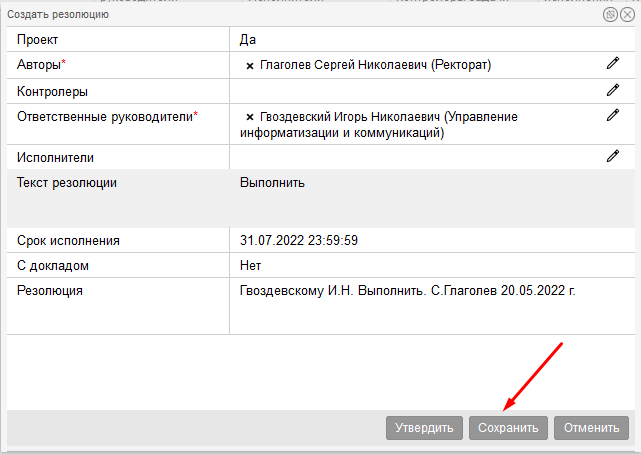 Создать резолюцию
Проект Да
Авторы* × Глаголев Сергей Николаевич (Ректорат)
Контролеры
Ответственные руководители* × Гвоздевский Игорь Николаевич (Управление
информатизации и коммуникаций)
Исполнители
Текст резолюции Выполнить
Срок исполнения 31.07.2022 23:59:59
С докладом Нет
Резолюция Гвоздевскому И.Н. Выполнить. С.Глаголев 20.05.2022 г.
Утвердить Сохранить Отменить